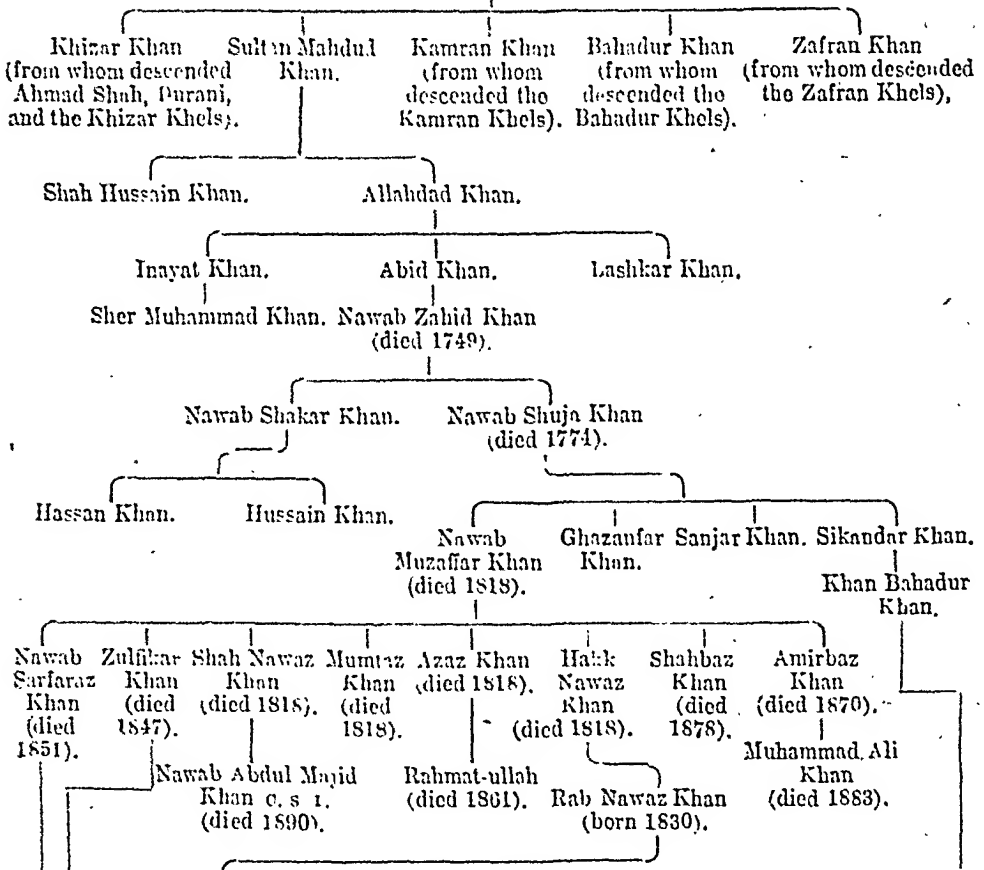 Khizar Khan
(from whom descended
Ahmad Shah, Durani,
and the Khizar Khels).
Sultan Mahdud
Khan.
Kamran Khan
(from whom
descended the
Kamran Khels).
Bahadur Khan
(from whom
descended the
Bahadur Khels).
Zafran Khan
(from whom descended
the Zafran Khels),
Shah Hussain Khan.
Allahdad Khan.
Inayat Khan.
Abid Khan.
Lashkar Khan.
Sher Muhammad Khan.
Nawab Zahid Khan
(died 1749).
Nawab Shakar Khan.
Nawab Shuja Khan
(died 1774).
Hassan Khan.
Hussain Khan.
Nawab
Muzaffar Khan
(died 1818).
Ghazanfar
Khan.
Sanjar Khan.
Sikandar Khan.
Khan Bahadur
Khan.
Nawab
Sarfaraz
Khan
(died
1851).
Zulfikar
Khan
(died
1847).
Shah Nawaz
Khan
(died 1818).
Mumtaz
Khan
(died
1818).
Azaz Khan
(died 1818).
Hakk
Nawaz
Khan
(died 1818).
Shahbaz
Khan
(died
1878).
Amirbaz
Khan
(died 1870).
Nawab Abdul Majid
Khan C. S I.
(died 1890).
Rahmat-ullah
(died 1861).
Rab Nawaz Khan
(born 1830).
Muhammad Ali
Khan
(died 1883).